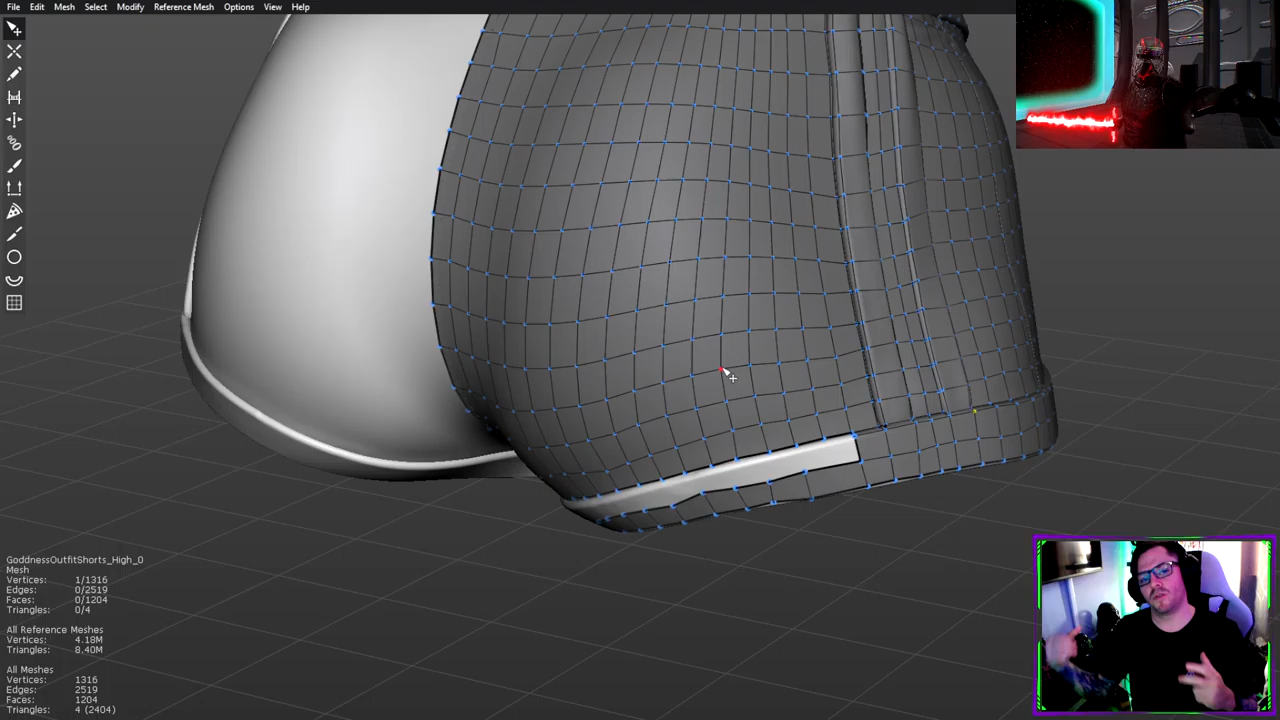 File Edit Mesh Select Modify Reference Mesh Options View Help
GoddnessOutfitShorts_High_0
Mesh
Vertices: 1/1316
Edges: 0/2519
Faces: 0/1204
Triangles: 0/4
All Reference Meshes
Vertices: 4.18M
Triangles: 8.40M
All Meshes
Vertices: 1316
Edges: 2519
Faces: 1204
Triangles: 4 (2404)